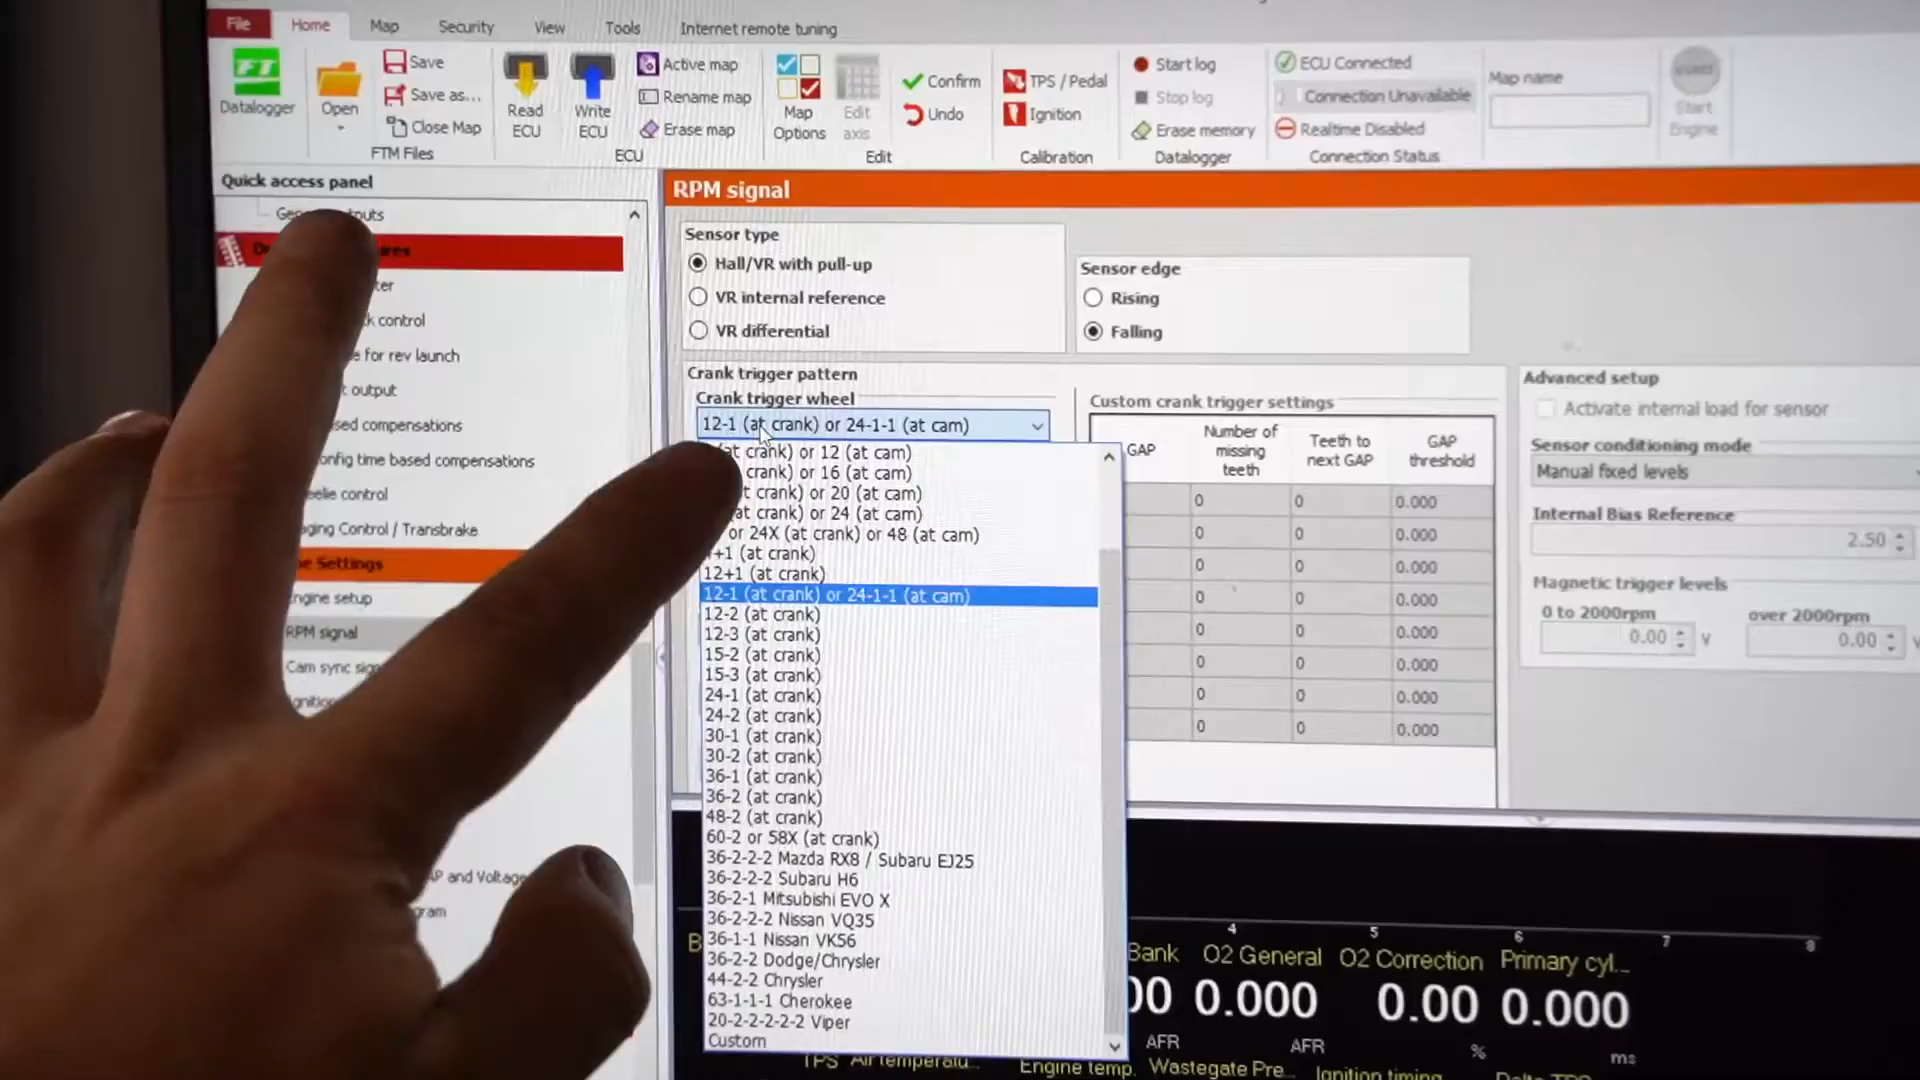 File Home Map Security View Tools Internet remote tuning
Datalogger
Open
Save
Save as...
Close Map
FTM Files
Read ECU
Write ECU
Active map
Rename map
Erase map
ECU
Map Options
Edit axis
Confirm
Undo
Edit
TPS / Pedal
Ignition
Calibration
Start log
Stop log
Erase memory
Datalogger
ECU Connected
Connection Unavailable
Realtime Disabled
Connection Status
Map name
Start Engine
Quick access panel
k control
e for rev launch
t output
sed compensations
onfig time based compensations
eelie control
ging Control / Transbrake
e Settings
Engine setup
RPM signal
Cam sync sig
AP and Voltage
gram
RPM signal
Sensor type
Hall/VR with pull-up
VR internal reference
VR differential
Sensor edge
Rising
Falling
Crank trigger pattern
Crank trigger wheel
12-1 (at crank) or 24-1-1 (at cam)
(at crank) or 12 (at cam)
crank) or 16 (at cam)
t crank) or 20 (at cam)
at crank) or 24 (at cam)
or 24X (at crank) or 48 (at cam)
+1 (at crank)
12+1 (at crank)
12-1 (at crank) or 24-1-1 (at cam)
12-2 (at crank)
12-3 (at crank)
15-2 (at crank)
15-3 (at crank)
24-1 (at crank)
24-2 (at crank)
30-1 (at crank)
30-2 (at crank)
36-1 (at crank)
36-2 (at crank)
48-2 (at crank)
60-2 or 58X (at crank)
36-2-2-2 Mazda RX8 / Subaru EJ25
36-2-2-2 Subaru H6
36-2-1 Mitsubishi EVO X
36-2-2-2 Nissan VQ35
36-1-1 Nissan VK56
36-2-2 Dodge/Chrysler
44-2-2 Chrysler
63-1-1-1 Cherokee
20-2-2-2-2-2 Viper
Custom
Custom crank trigger settings
GAP Number of missing teeth Teeth to next GAP GAP threshold
0 0 0.000
0 0 0.000
0 0 0.000
0 0 0.000
0 0 0.000
0 0 0.000
0 0 0.000
0 0 0.000
Advanced setup
Activate internal load for sensor
Sensor conditioning mode
Manual fixed levels
Internal Bias Reference
2.50
Magnetic trigger levels
0 to 2000rpm over 2000rpm
0.00 v 0.00 v
4 5 6 7 8
Bank O2 General O2 Correction Primary cyl...
00 0.000 0.00 0.000
AFR AFR % ms
TPS Air temperatu... Engine temp. Wastegate Pre... Ignition timing Delta TPS